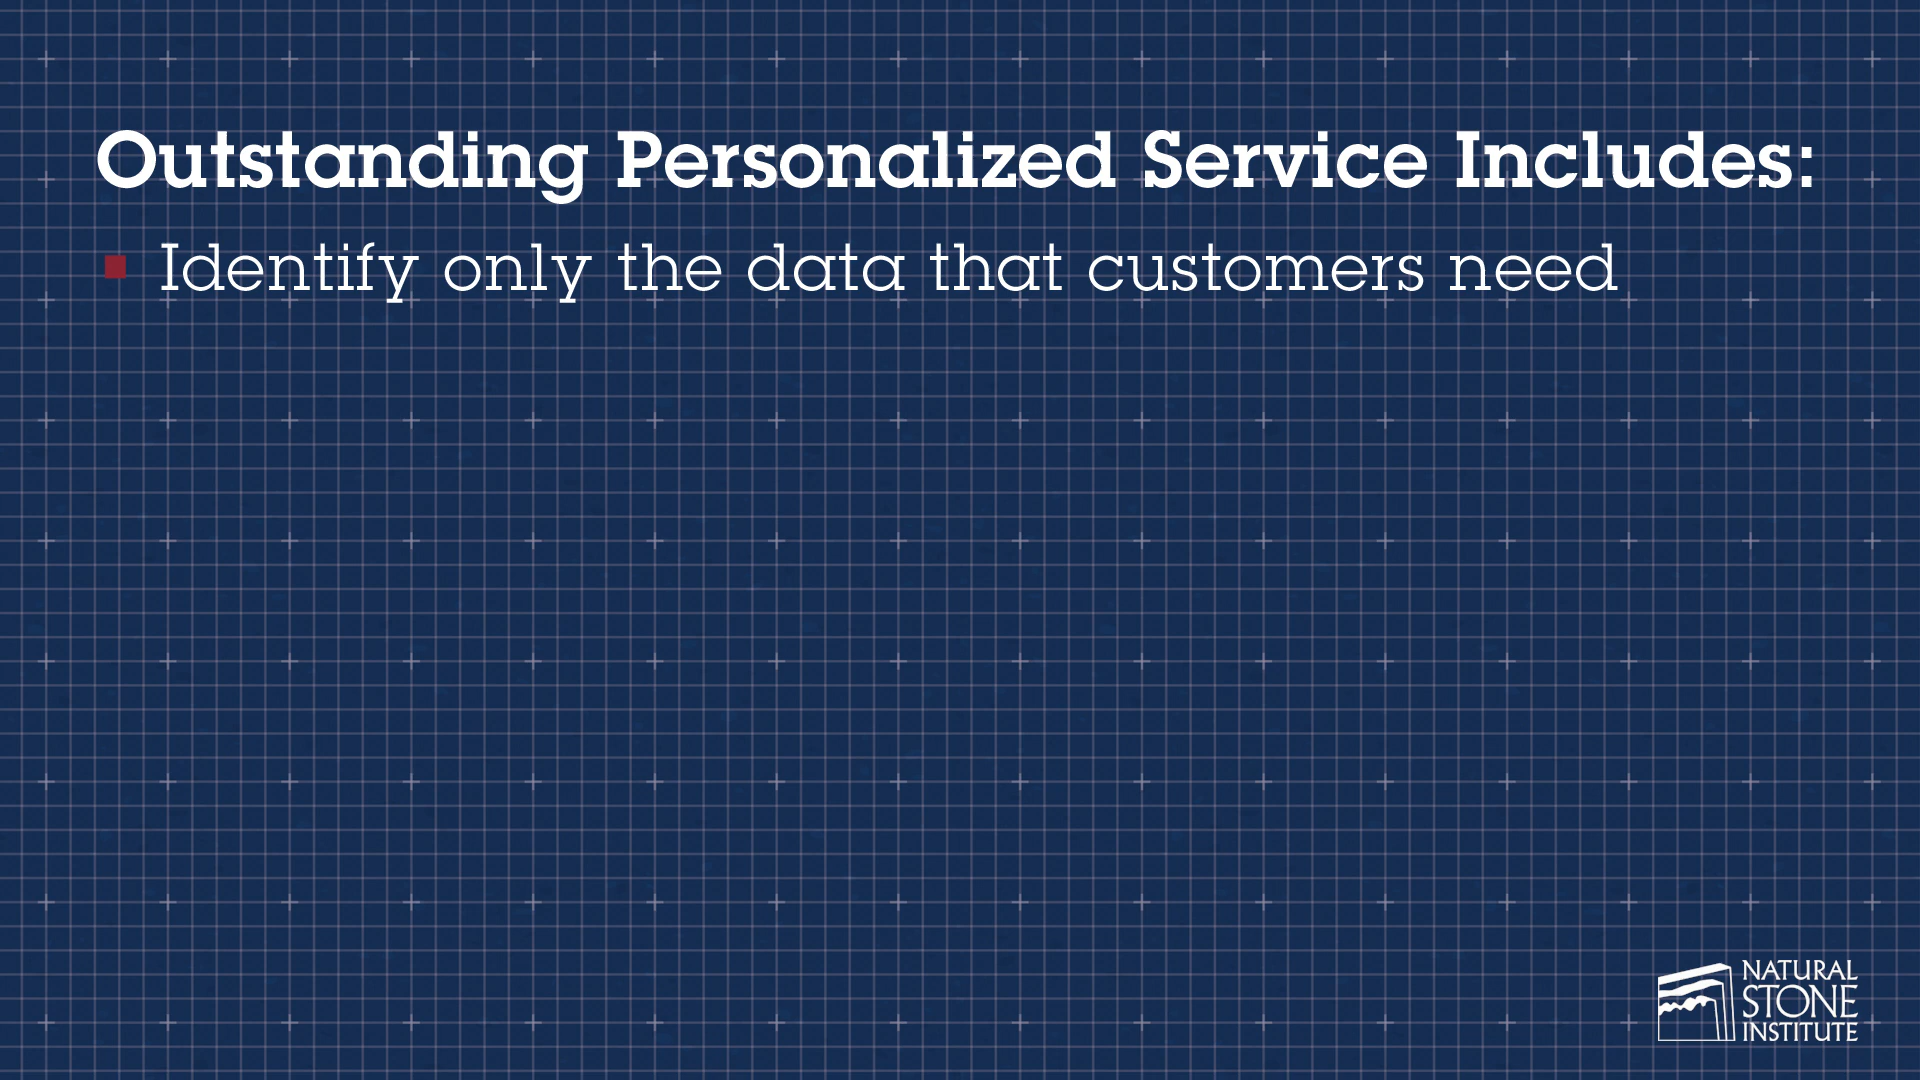 Outstanding Personalized Service Includes:
Identify only the data that customers need
NATURAL
STONE
INSTITUTE